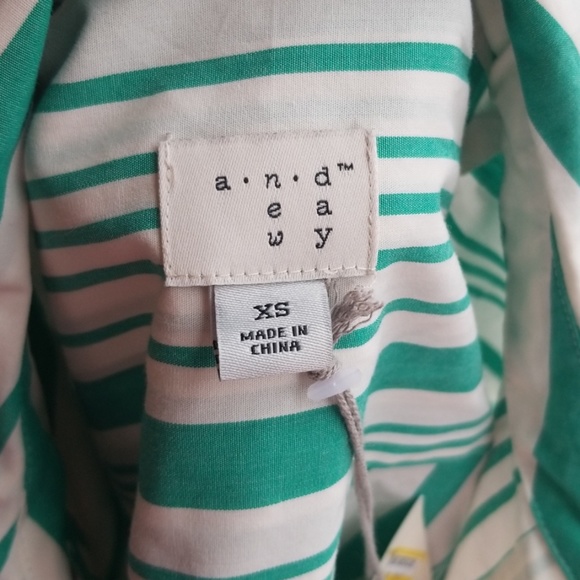 a · n · d™
e a
w y
XS
MADE IN
CHINA